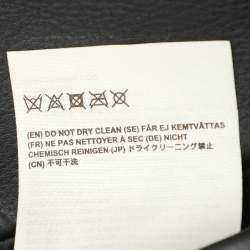 (EN) DO NOT DRY CLEAN (SE) FÅR EJ KEMTVÄTTAS
(FR) NE PAS NETTOYER À SEC (DE) NICHT
CHEMISCH REINIGEN (JP) ドライクリーニング禁止
(CN) 不可干洗